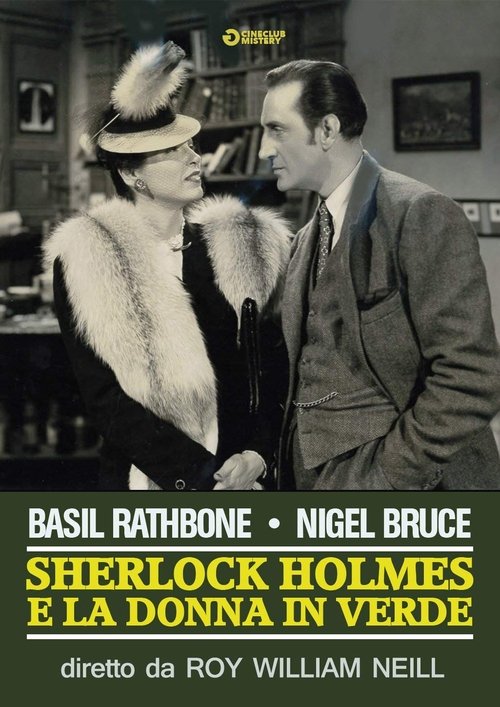 CINECLUB
MISTERY
BASIL RATHBONE • NIGEL BRUCE
SHERLOCK HOLMES
E LA DONNA IN VERDE
diretto da ROY WILLIAM NEILL